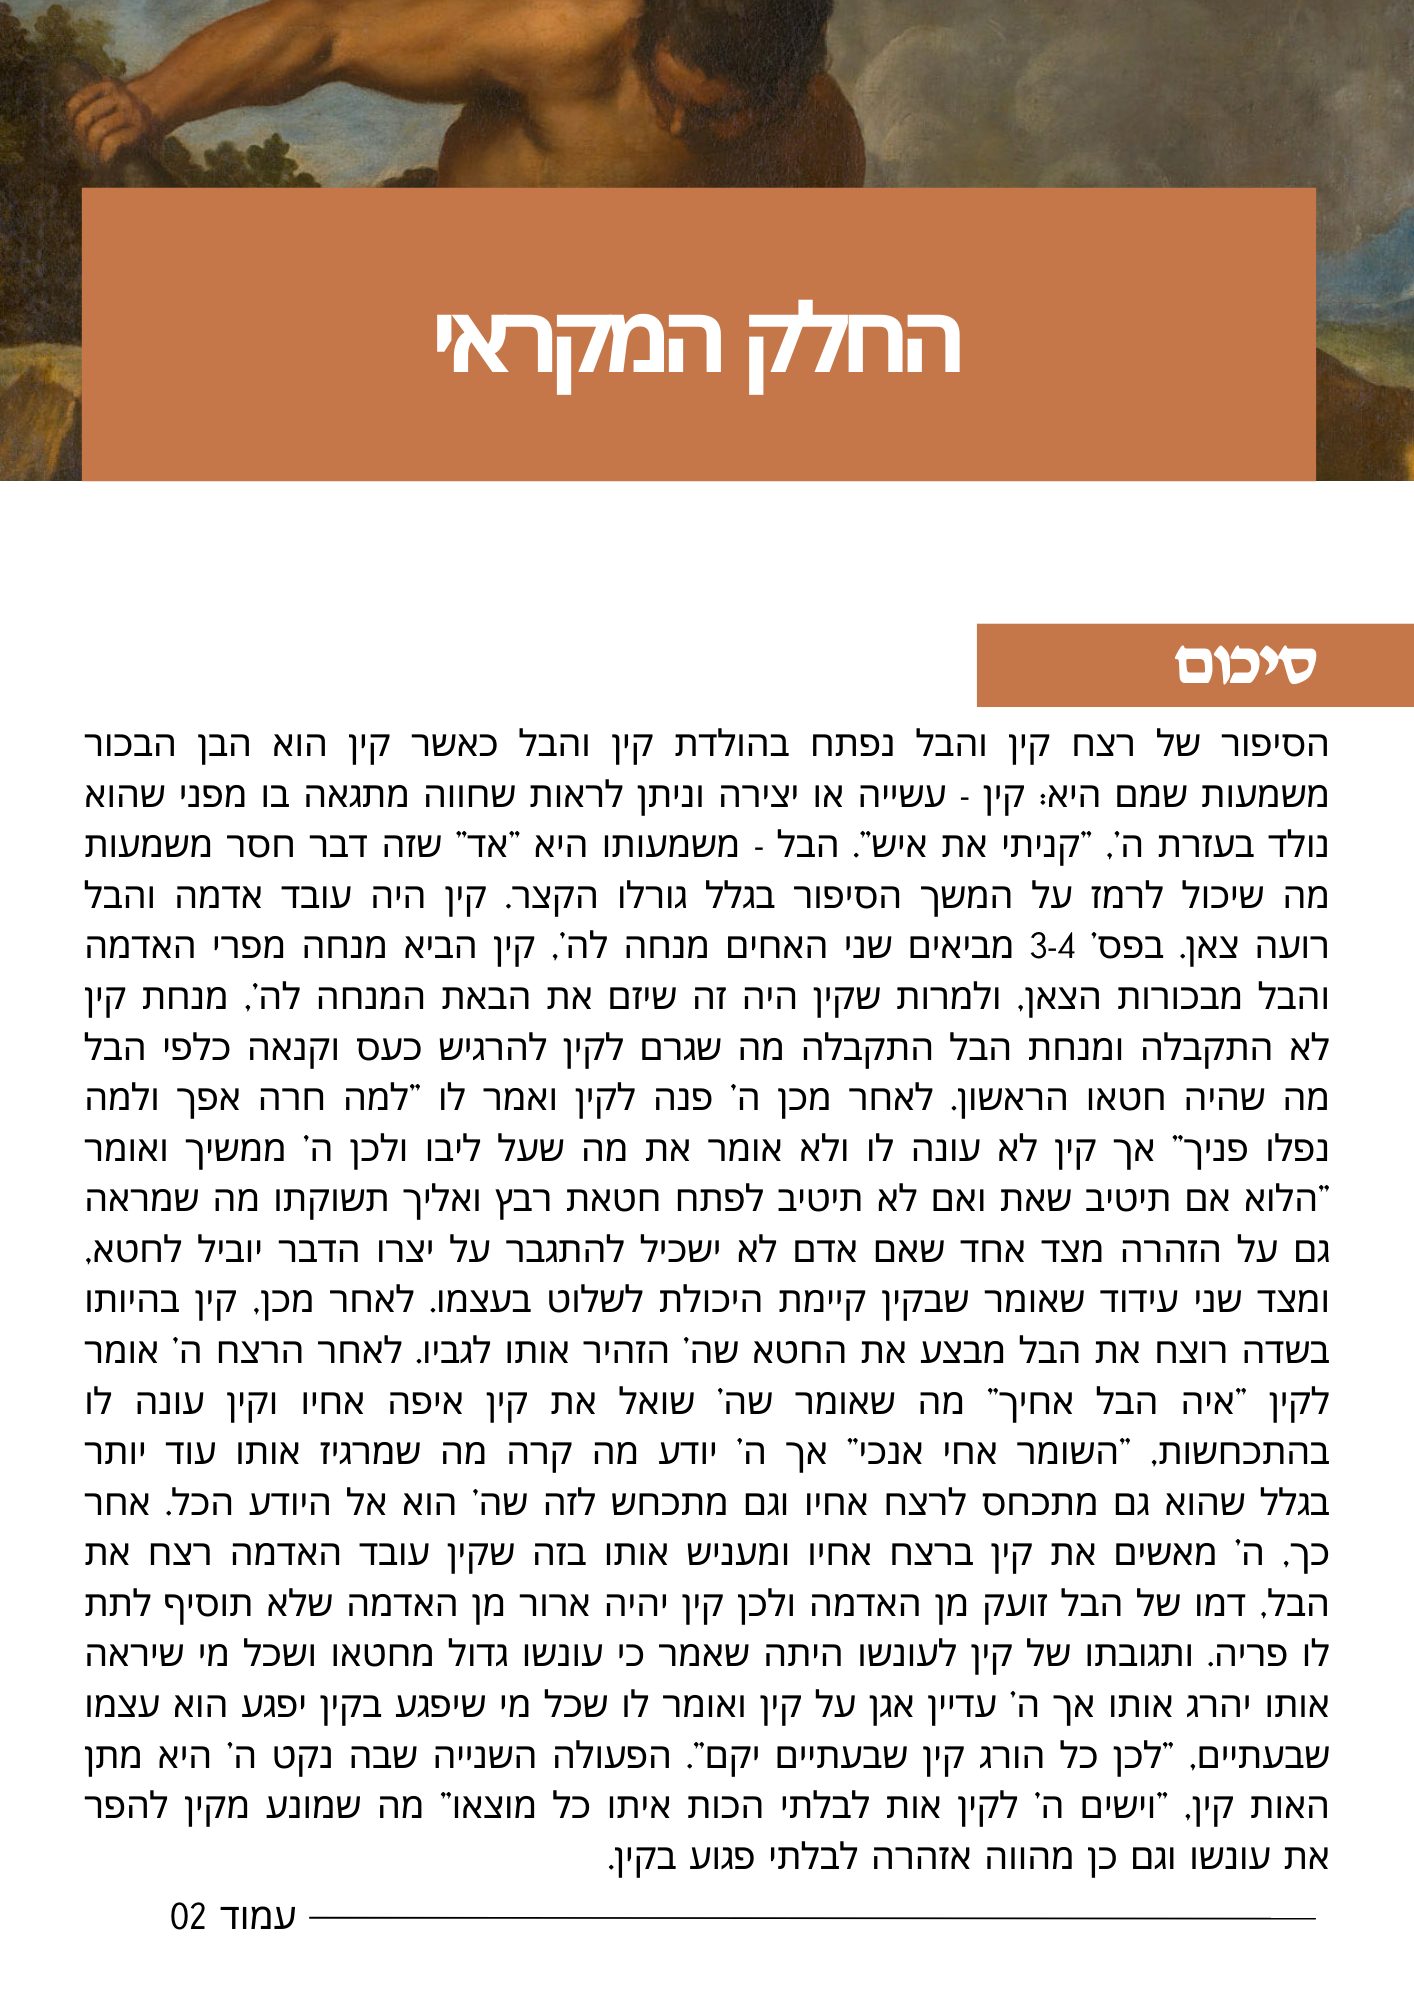 החלק המקראי
סיכום
הסיפור של רצח קין והבל נפתח בהולדת קין והבל כאשר קין הוא הבן הבכור
משמעות שמם היא: קין - עשייה או יצירה וניתן לראות שחווה מתגאה בו מפני שהוא
נולד בעזרת ה', "קניתי את איש". הבל - משמעותו היא "אד" שזה דבר חסר משמעות
מה שיכול לרמז על המשך הסיפור בגלל גורלו הקצר. קין היה עובד אדמה והבל
רועה צאן. בפס' 3-4 מביאים שני האחים מנחה לה', קין הביא מנחה מפרי האדמה
והבל מבכורות הצאן, ולמרות שקין היה זה שיזם את הבאת המנחה לה', מנחת קין
לא התקבלה ומנחת הבל התקבלה מה שגרם לקין להרגיש כעס וקנאה כלפי הבל
מה שהיה חטאו הראשון. לאחר מכן ה' פנה לקין ואמר לו "למה חרה אפך ולמה
נפלו פניך" אך קין לא עונה לו ולא אומר את מה שעל ליבו ולכן ה' ממשיך ואומר
"הלוא אם תיטיב שאת ואם לא תיטיב לפתח חטאת רבץ ואליך תשוקתו מה שמראה
גם על הזהרה מצד אחד שאם אדם לא ישכיל להתגבר על יצרו הדבר יוביל לחטא,
ומצד שני עידוד שאומר שבקין קיימת היכולת לשלוט בעצמו. לאחר מכן, קין בהיותו
בשדה רוצח את הבל מבצע את החטא שה' הזהיר אותו לגביו. לאחר הרצח ה' אומר
לקין "איה הבל אחיך" מה שאומר שה' שואל את קין איפה אחיו וקין עונה לו
בהתכחשות, "השומר אחי אנכי" אך ה' יודע מה קרה מה שמרגיז אותו עוד יותר
בגלל שהוא גם מתכחס לרצח אחיו וגם מתכחש לזה שה' הוא אל היודע הכל. אחר
כך, ה' מאשים את קין ברצח אחיו ומעניש אותו בזה שקין עובד האדמה רצח את
הבל, דמו של הבל זועק מן האדמה ולכן קין יהיה ארור מן האדמה שלא תוסיף לתת
לו פריה. ותגובתו של קין לעונשו היתה שאמר כי עונשו גדול מחטאו ושכל מי שיראה
אותו יהרג אותו אך ה' עדיין אגן על קין ואומר לו שכל מי שיפגע בקין יפגע הוא עצמו
שבעתיים, "לכן כל הורג קין שבעתיים יקם". הפעולה השנייה שבה נקט ה' היא מתן
האות קין, "וישים ה' לקין אות לבלתי הכות איתו כל מוצאו" מה שמונע מקין להפר
את עונשו וגם כן מהווה אזהרה לבלתי פגוע בקין.
עמוד 02